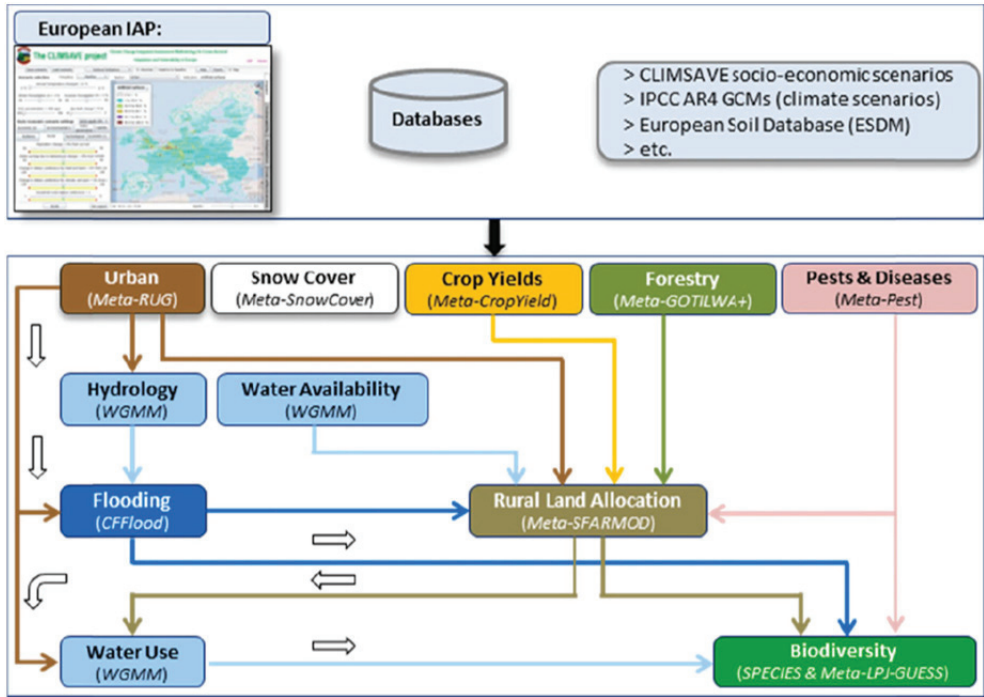 European IAP:
The CLIMSAVE project
Databases
> CLIMSAVE socio-economic scenarios
> IPCC AR4 GCMs (climate scenarios)
> European Soil Database (ESDM)
> etc.
Urban
(Meta-RUG)
Snow Cover
(Meta-SnowCover)
Crop Yields
(Meta-CropYield)
Forestry
(Meta-GOTILWA+)
Pests & Diseases
(Meta-Pest)
Hydrology
(WGMM)
Water Availability
(WGMM)
Flooding
(CFFlood)
Rural Land Allocation
(Meta-SFARMOD)
Water Use
(WGMM)
Biodiversity
(SPECIES & Meta-LPJ-GUESS)